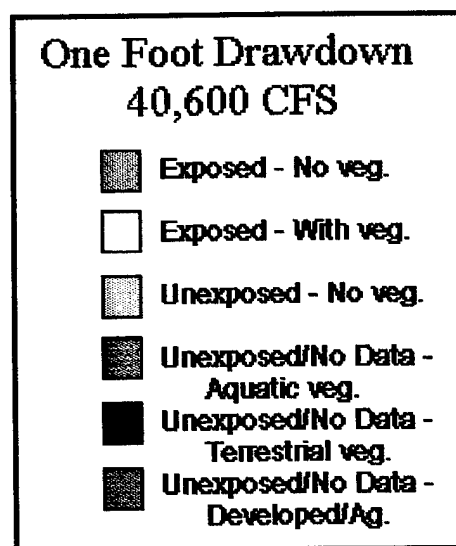 One Foot Drawdown
40,600 CFS
Exposed - No veg.
Exposed - With veg.
Unexposed - No veg.
Unexposed/No Data -
Aquatic veg.
Unexposed/No Data -
Terrestrial veg.
Unexposed/No Data -
Developed/Ag.